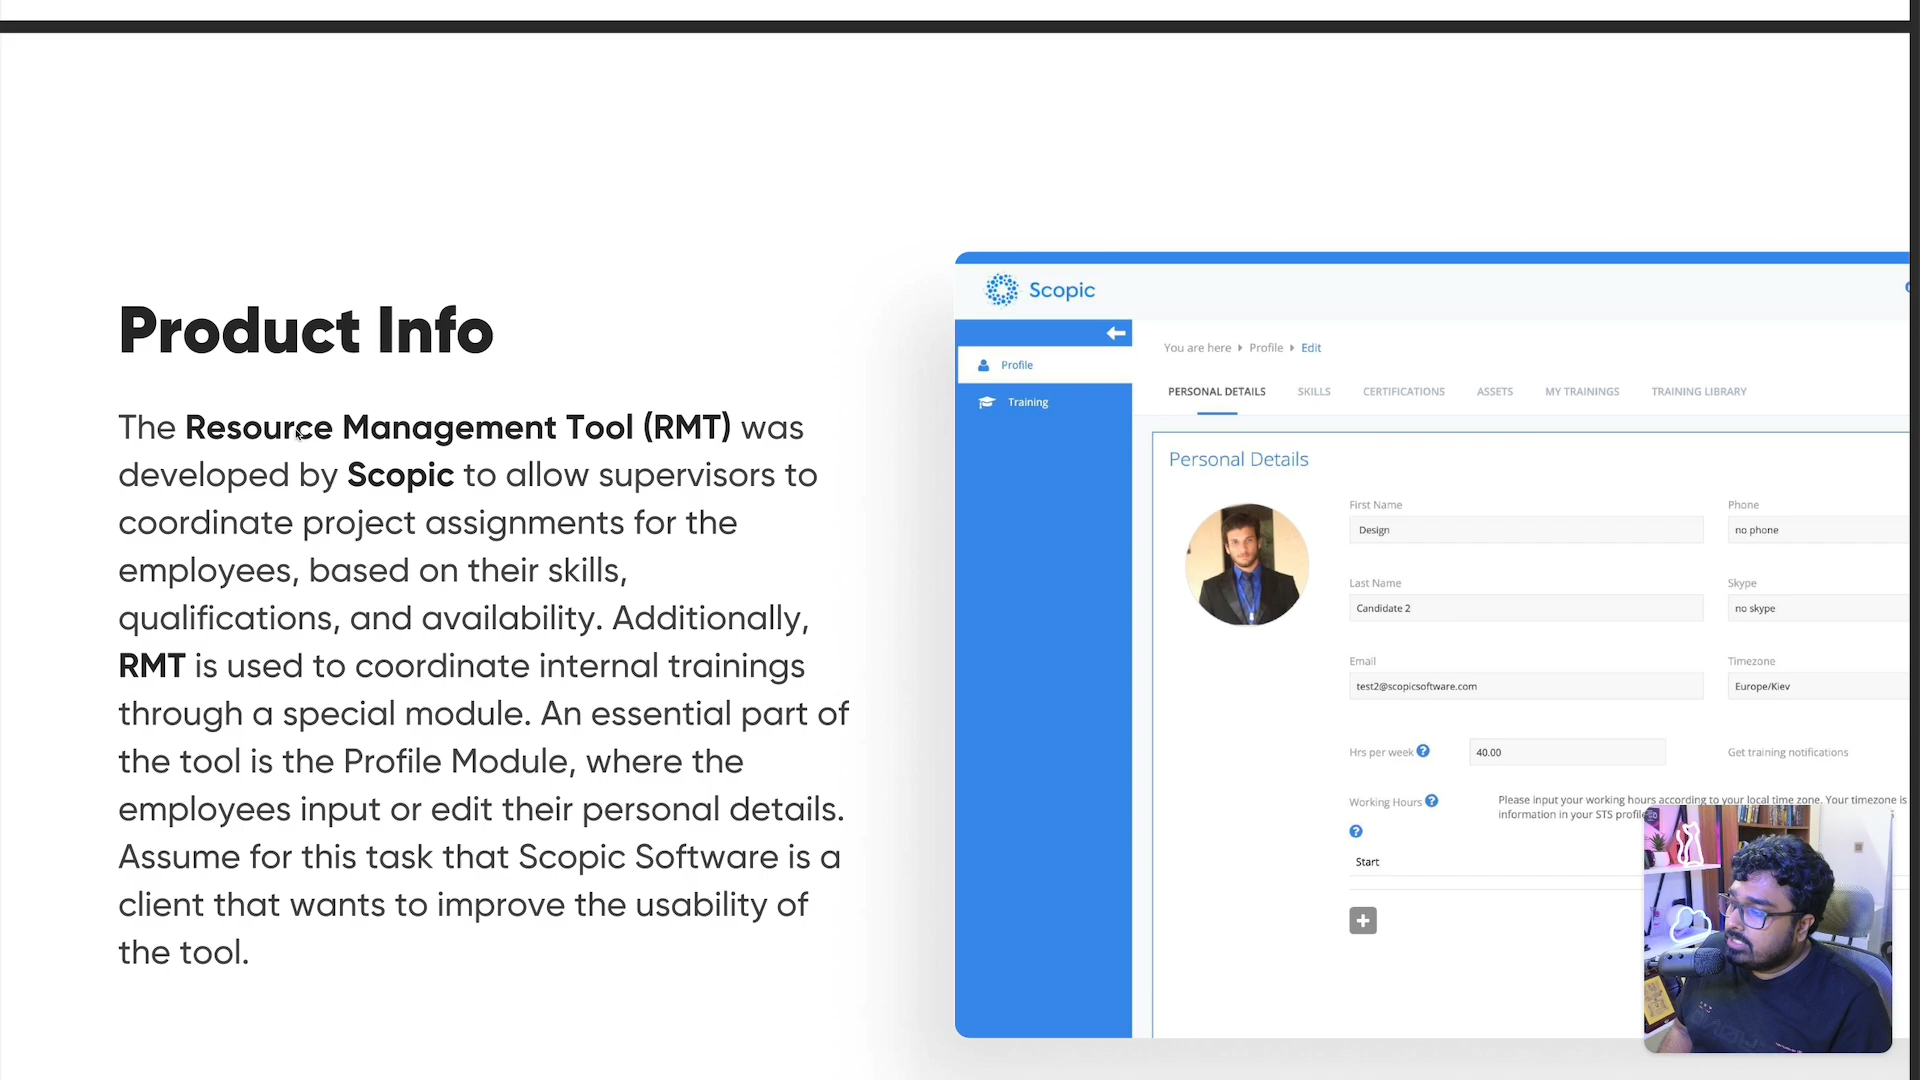 Product Info
The Resource Management Tool (RMT) was
developed by Scopic to allow supervisors to
coordinate project assignments for the
employees, based on their skills,
qualifications, and availability. Additionally,
RMT is used to coordinate internal trainings
through a special module. An essential part of
the tool is the Profile Module, where the
employees input or edit their personal details.
Assume for this task that Scopic Software is a
client that wants to improve the usability of
the tool.
Scopic
Profile
Training
You are here Profile Edit
PERSONAL DETAILS SKILLS CERTIFICATIONS ASSETS MY TRAININGS TRAINING LIBRARY
Personal Details
First Name Phone
Design no phone
Last Name Skype
Candidate 2 no skype
Email Timezone
test2@scopicsoftware.com Europe/Kiev
Hrs per week ? 40.00 Get training notifications
Working Hours ? Please input your working hours according to your local time zone. Your timezone is
information in your STS profile
?
Start
+